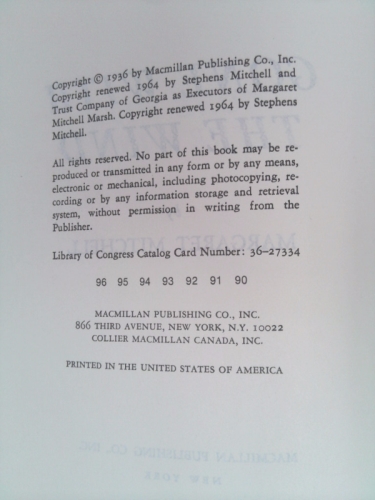 Copyright © 1936 by Macmillan Publishing Co., Inc.
Copyright renewed 1964 by Stephens Mitchell and
Trust Company of Georgia as Executors of Margaret
Mitchell Marsh. Copyright renewed 1964 by Stephens
Mitchell.
All rights reserved. No part of this book may be re-
produced or transmitted in any form or by any means,
electronic or mechanical, including photocopying, re-
cording or by any information storage and retrieval
system, without permission in writing from the
Publisher.
Library of Congress Catalog Card Number: 36-27334
96 95 94 93 92 91 90
MACMILLAN PUBLISHING CO., INC.
866 THIRD AVENUE, NEW YORK, N.Y. 10022
COLLIER MACMILLAN CANADA, INC.
PRINTED IN THE UNITED STATES OF AMERICA